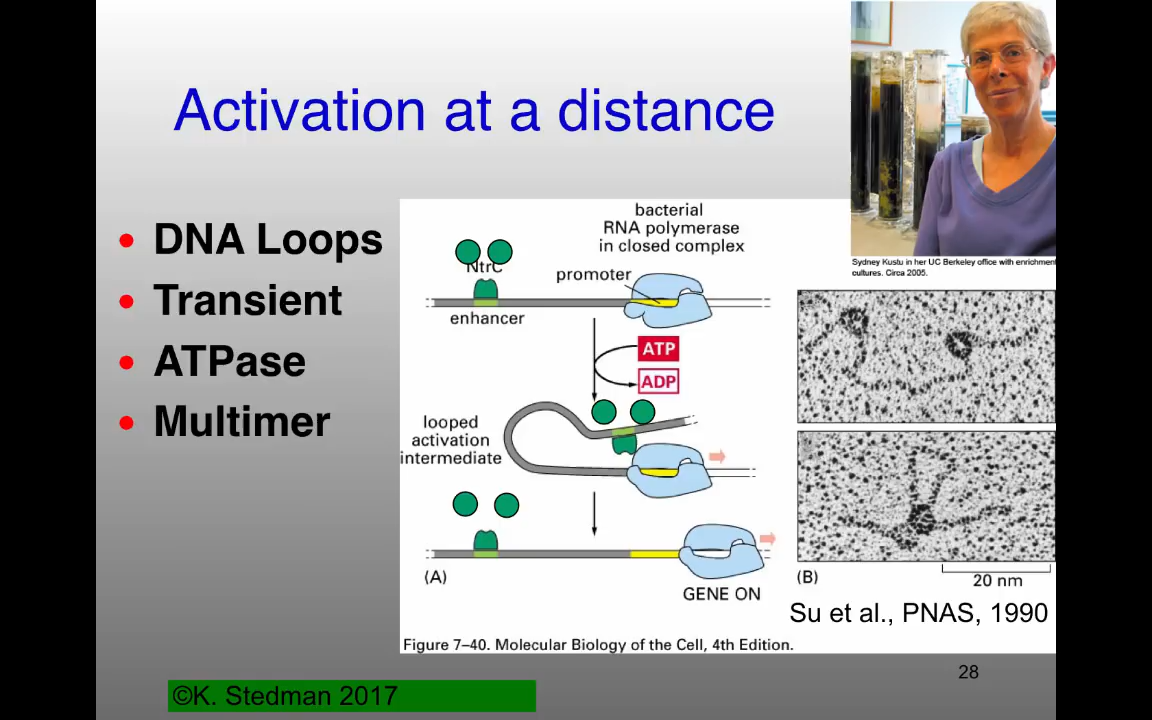 Activation at a distance
DNA Loops
Transient
ATPase
Multimer
bacterial
RNA polymerase
in closed complex
NtrC
promoter
enhancer
ATP
ADP
looped
activation
intermediate
(A)
GENE ON
Figure 7–40. Molecular Biology of the Cell, 4th Edition.
Sydney Kustu in her UC Berkeley office with enrichment
cultures. Circa 2005.
(B)
20 nm
Su et al., PNAS, 1990
28
©K. Stedman 2017